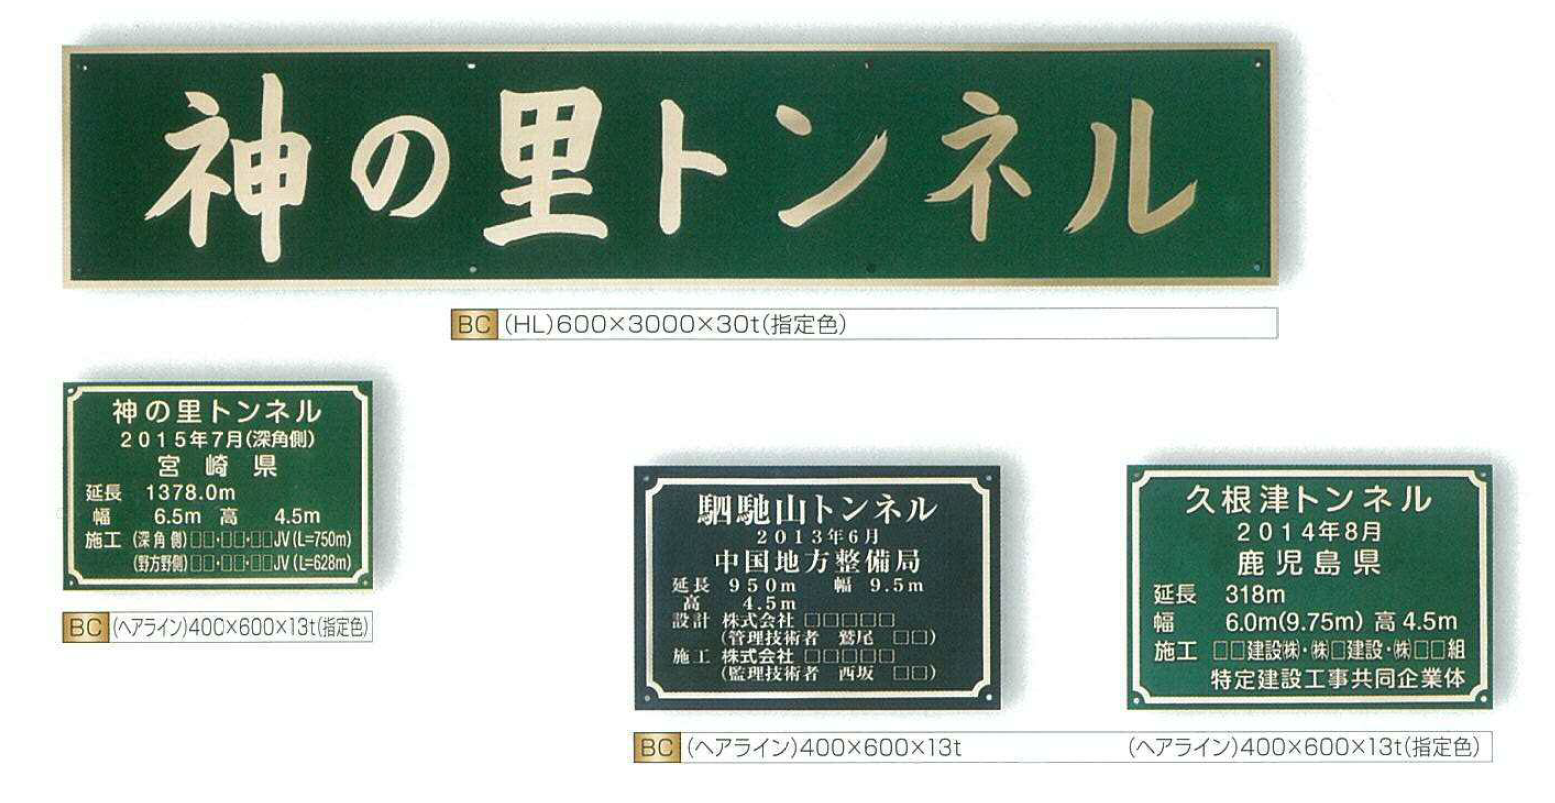 神の里トンネル
BC (HL)600×3000×30t(指定色)
神の里トンネル
2015年7月(深角側)
宮崎県
延長 1378.0m
幅 6.5m 高 4.5m
施工 (深角側)□□・□□・□□JV(L=750m)
(野方野側)□□・□□・□□JV(L=628m)
BC (ヘアライン)400×600×13t(指定色)
駟馳山トンネル
2013年6月
中国地方整備局
延長 950m 幅 9.5m
高 4.5m
設計 株式会社 □□□□□
(管理技術者 鷲尾 □□)
施工 株式会社 □□□□□
(監理技術者 西坂 □□)
BC (ヘアライン)400×600×13t
久根津トンネル
2014年8月
鹿児島県
延長 318m
幅 6.0m(9.75m) 高 4.5m
施工 □□建設㈱・㈱□建設・㈱□□組
特定建設工事共同企業体
(ヘアライン)400×600×13t(指定色)